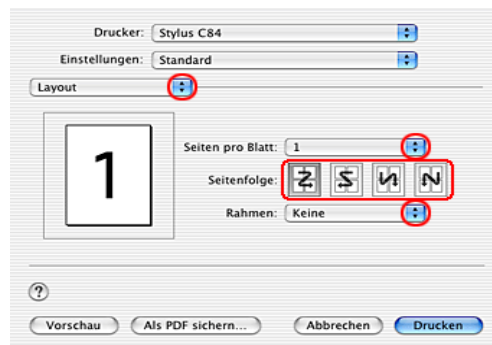 Drucker: Stylus C84
Einstellungen: Standard
Layout
1
Seiten pro Blatt: 1
Seitenfolge:
Rahmen: Keine
?
Vorschau Als PDF sichern... Abbrechen Drucken